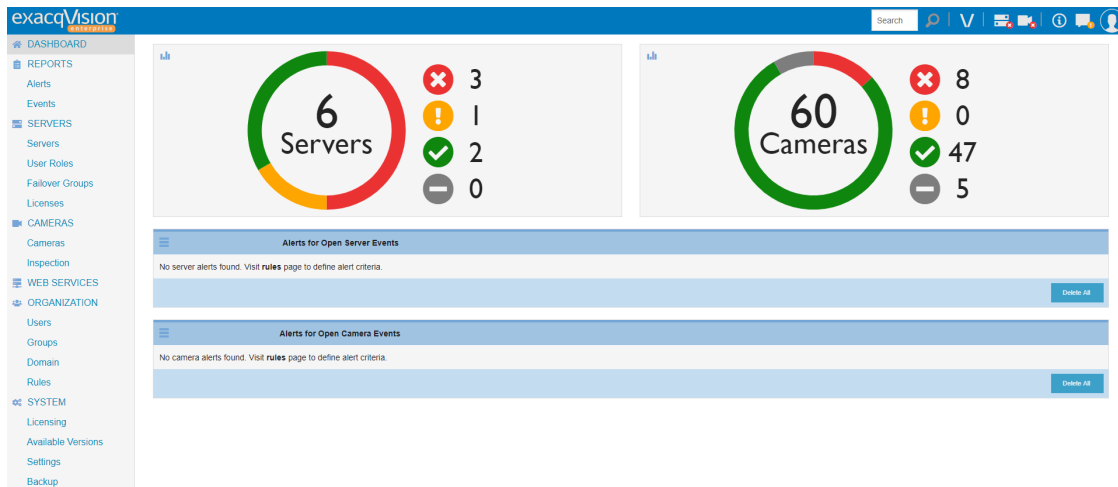 exacqVision
enterprise
Search
DASHBOARD
REPORTS
Alerts
Events
SERVERS
Servers
User Roles
Failover Groups
Licenses
CAMERAS
Cameras
Inspection
WEB SERVICES
ORGANIZATION
Users
Groups
Domain
Rules
SYSTEM
Licensing
Available Versions
Settings
Backup
6
Servers
3
1
2
0
60
Cameras
8
0
47
5
Alerts for Open Server Events
No server alerts found. Visit rules page to define alert criteria.
Delete All
Alerts for Open Camera Events
No camera alerts found. Visit rules page to define alert criteria.
Delete All